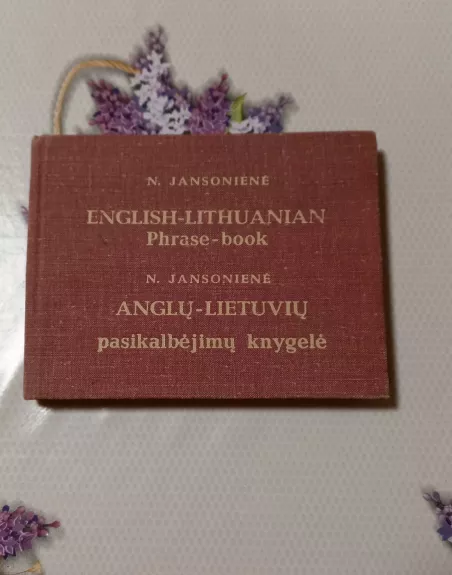 N. JANSONIENĖ
ENGLISH-LITHUANIAN
Phrase-book
N. JANSONIENĖ
ANGLŲ-LIETUVIŲ
pasikalbėjimų knygelė